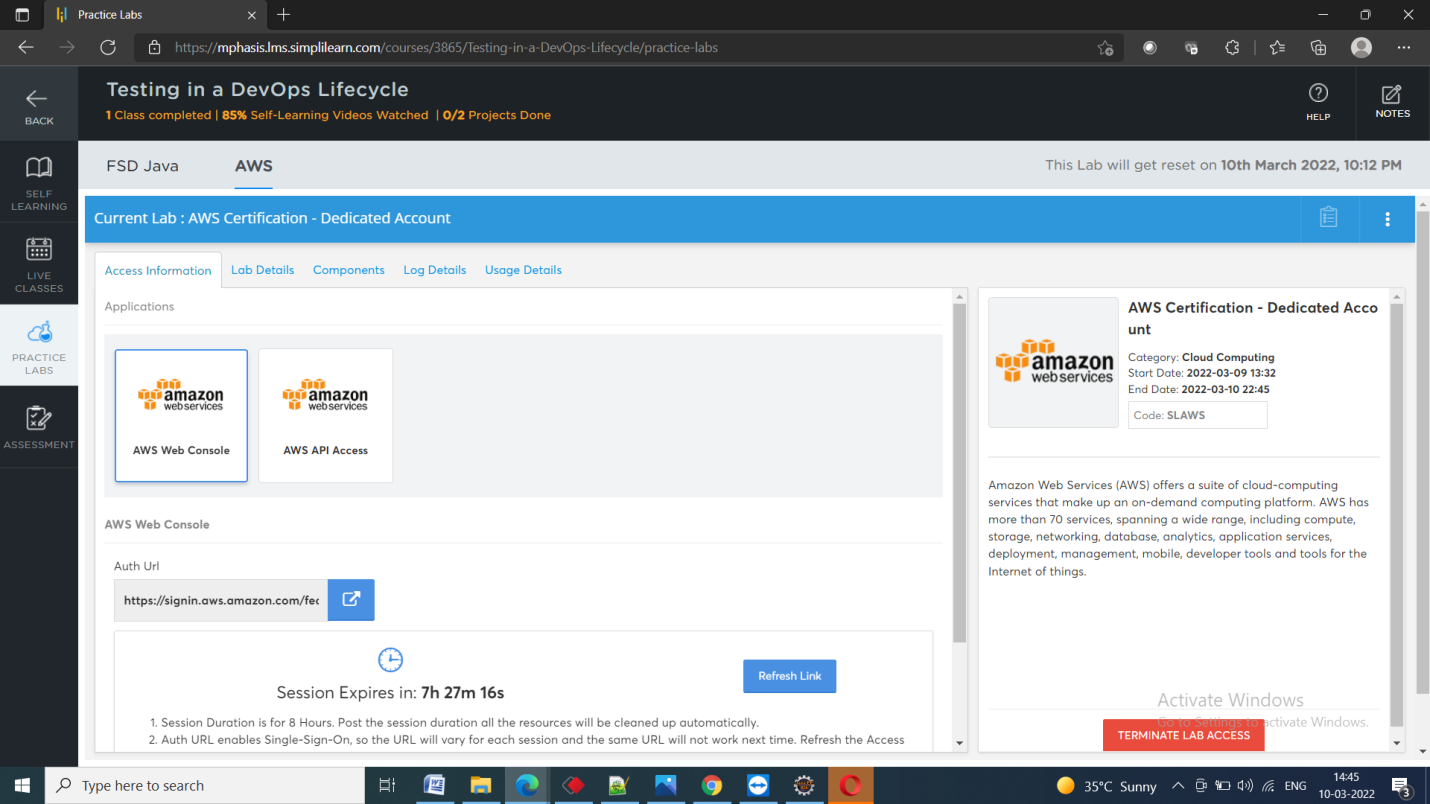 Practice Labs
https://mphasis.lms.simplilearn.com/courses/3865/Testing-in-a-DevOps-Lifecycle/practice-labs
BACK
Testing in a DevOps Lifecycle
1 Class completed | 85% Self-Learning Videos Watched | 0/2 Projects Done
HELP
NOTES
SELF
LEARNING
LIVE
CLASSES
PRACTICE
LABS
ASSESSMENT
FSD Java
AWS
This Lab will get reset on 10th March 2022, 10:12 PM
Current Lab : AWS Certification - Dedicated Account
Access Information
Lab Details
Components
Log Details
Usage Details
Applications
amazon
webservices
AWS Web Console
amazon
webservices
AWS API Access
AWS Web Console
Auth Url
https://signin.aws.amazon.com/fec
Session Expires in: 7h 27m 16s
Refresh Link
1. Session Duration is for 8 Hours. Post the session duration all the resources will be cleaned up automatically.
2. Auth URL enables Single-Sign-On, so the URL will vary for each session and the same URL will not work next time. Refresh the Access
amazon
webservices
AWS Certification - Dedicated Acco
unt
Category: Cloud Computing
Start Date: 2022-03-09 13:32
End Date: 2022-03-10 22:45
Code: SLAWS
Amazon Web Services (AWS) offers a suite of cloud-computing
services that make up an on-demand computing platform. AWS has
more than 70 services, spanning a wide range, including compute,
storage, networking, database, analytics, application services,
deployment, management, mobile, developer tools and tools for the
Internet of things.
Activate Windows
Go to Settings to activate Windows.
TERMINATE LAB ACCESS
Type here to search
35°C Sunny
ENG
14:45
10-03-2022
3